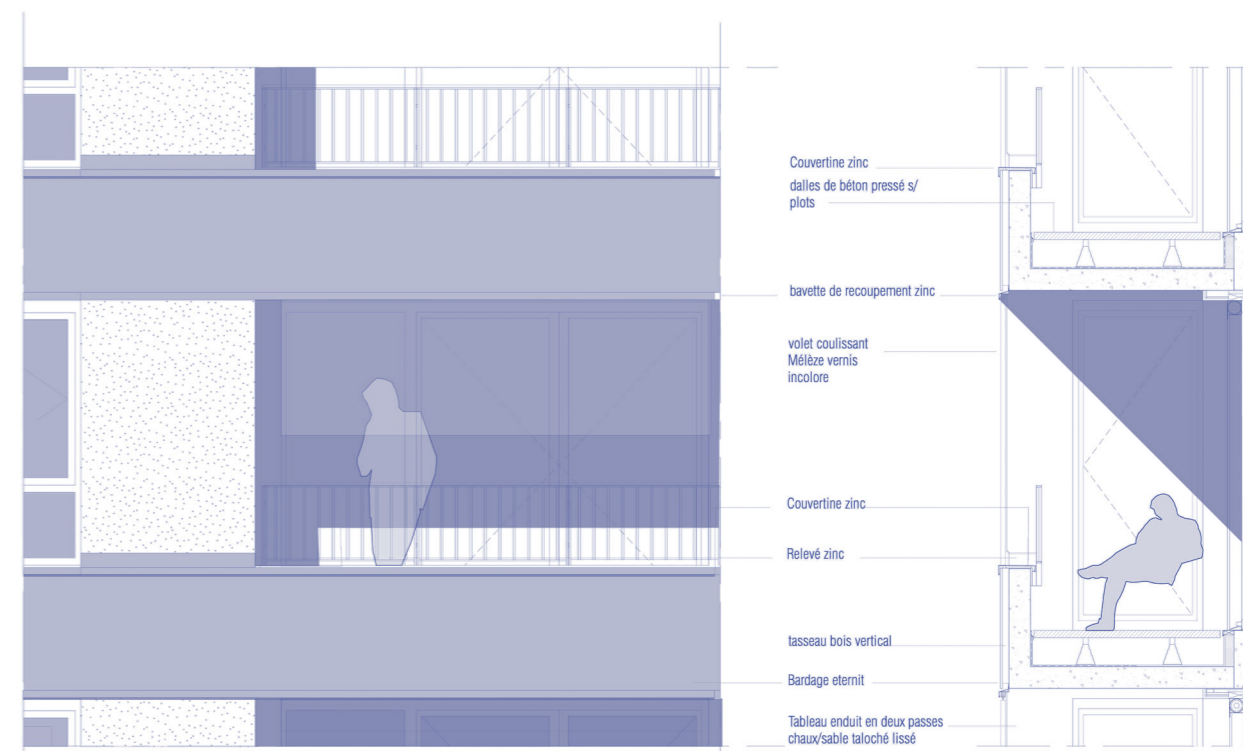 Couvertine zinc
dalles de béton pressé s/
plots
bavette de recoupement zinc
volet coulissant
Mélèze vernis
incolore
Couvertine zinc
Relevé zinc
tasseau bois vertical
Bardage eternit
Tableau enduit en deux passes
chaux/sable taloché lissé